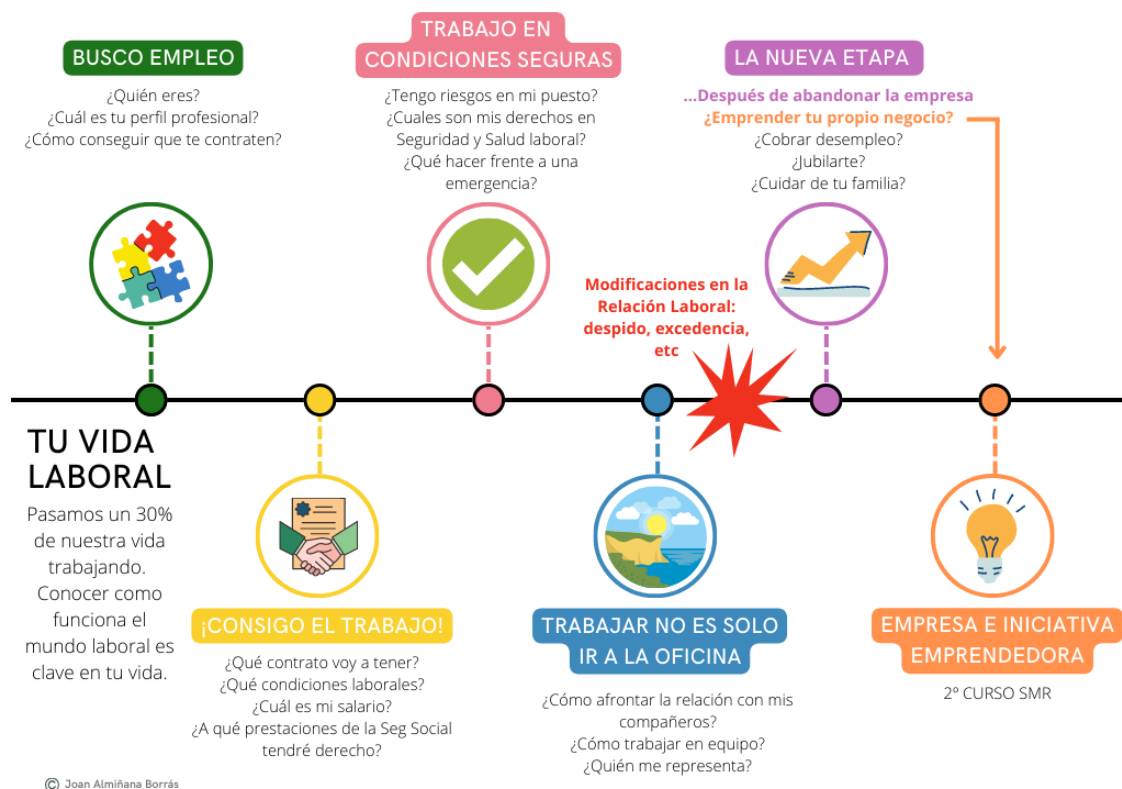 BUSCO EMPLEO
¿Quién eres?
¿Cuál es tu perfil profesional?
¿Cómo conseguir que te contraten?
TRABAJO EN
CONDICIONES SEGURAS
¿Tengo riesgos en mi puesto?
¿Cuales son mis derechos en
Seguridad y Salud laboral?
¿Qué hacer frente a una
emergencia?
LA NUEVA ETAPA
...Después de abandonar la empresa
¿Emprender tu propio negocio?
¿Cobrar desempleo?
¿Jubilarte?
¿Cuidar de tu familia?
Modificaciones en la
Relación Laboral:
despido, excedencia,
etc
TU VIDA
LABORAL
Pasamos un 30%
de nuestra vida
trabajando.
Conocer como
funciona el
mundo laboral es
clave en tu vida.
¡CONSIGO EL TRABAJO!
¿Qué contrato voy a tener?
¿Qué condiciones laborales?
¿Cuál es mi salario?
¿A qué prestaciones de la Seg Social
tendré derecho?
TRABAJAR NO ES SOLO
IR A LA OFICINA
¿Cómo afrontar la relación con mis
compañeros?
¿Cómo trabajar en equipo?
¿Quién me representa?
EMPRESA E INICIATIVA
EMPRENDEDORA
2º CURSO SMR
© Joan Almiñana Borrás